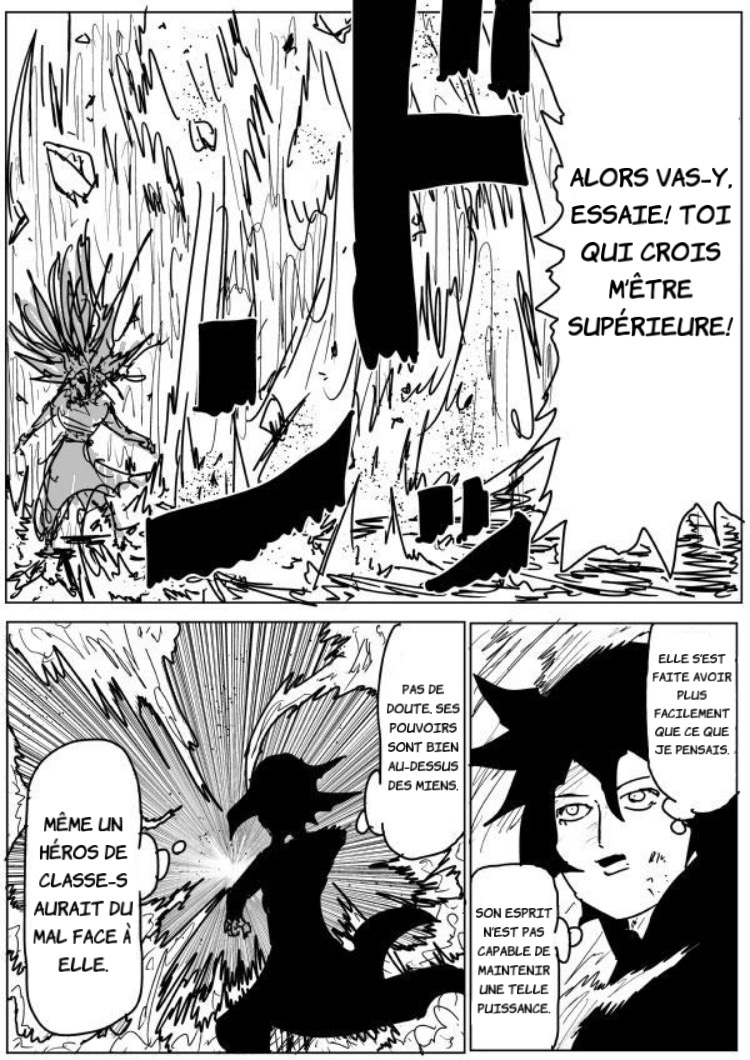 ALORS VAS-Y,
ESSAIE! TOI
QUI CROIS
M'ÊTRE
SUPÉRIEURE!
ELLE S'EST
FAITE AVOIR
PLUS
FACILEMENT
QUE CE QUE
JE PENSAIS.
SON ESPRIT
N'EST PAS
CAPABLE DE
MAINTENIR
UNE TELLE
PUISSANCE.
PAS DE
DOUTE, SES
POUVOIRS
SONT BIEN
AU-DESSUS
DES MIENS.
MÊME UN
HÉROS DE
CLASSE-S
AURAIT DU
MAL FACE À
ELLE.